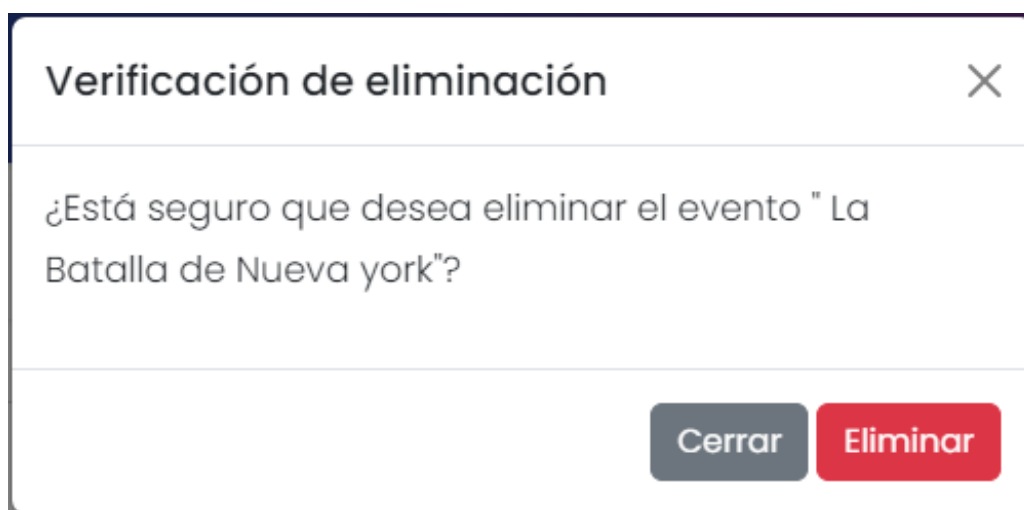 Verificación de eliminación
¿Está seguro que desea eliminar el evento " La
Batalla de Nueva york"?
Cerrar
Eliminar